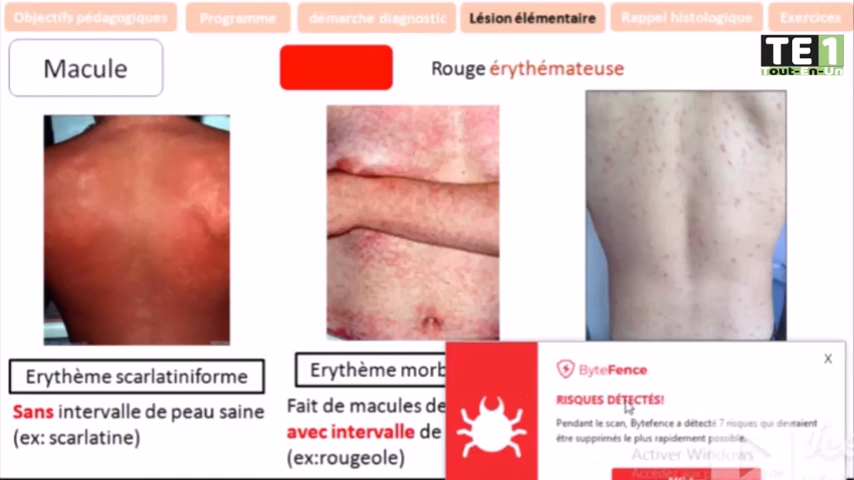 Objectifs pédagogiques
Programme
démarche diagnostic
Lésion élémentaire
Rappel histologique
Exercices
TE1
Tout-en-Un
Macule
Rouge érythémateuse
Erythème scarlatiniforme
Sans intervalle de peau saine
(ex: scarlatine)
Erythème morb
Fait de macules de
avec intervalle de
(ex:rougeole)
X
ByteFence
RISQUES DÉTECTÉS!
Pendant le scan, Bytefence a détecté 7 risques qui devraient
être supprimés le plus rapidement possible.
Activer Windows